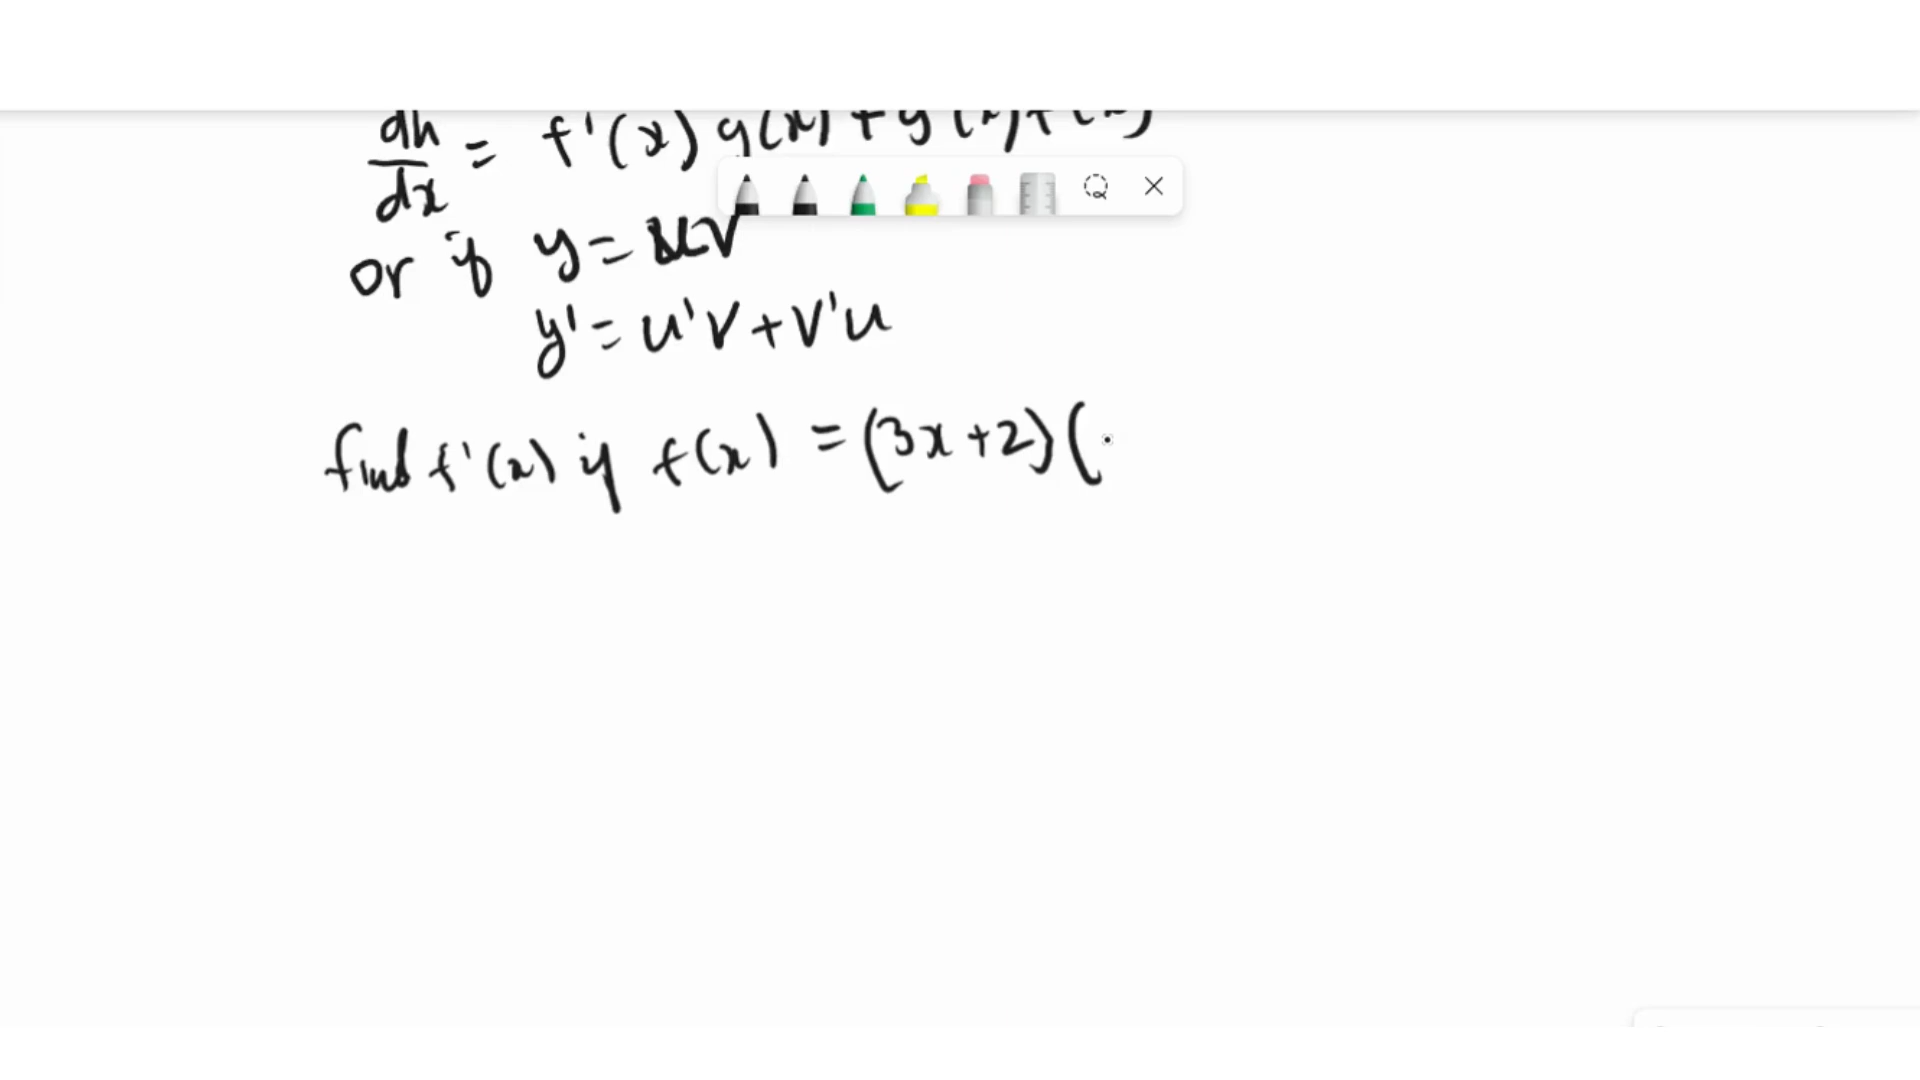 dh/dx = f'(x) g(x) + g'(x) f(x)
or if y = uv
y' = u'v + v'u
find f'(x) if f(x) = (3x+2)(